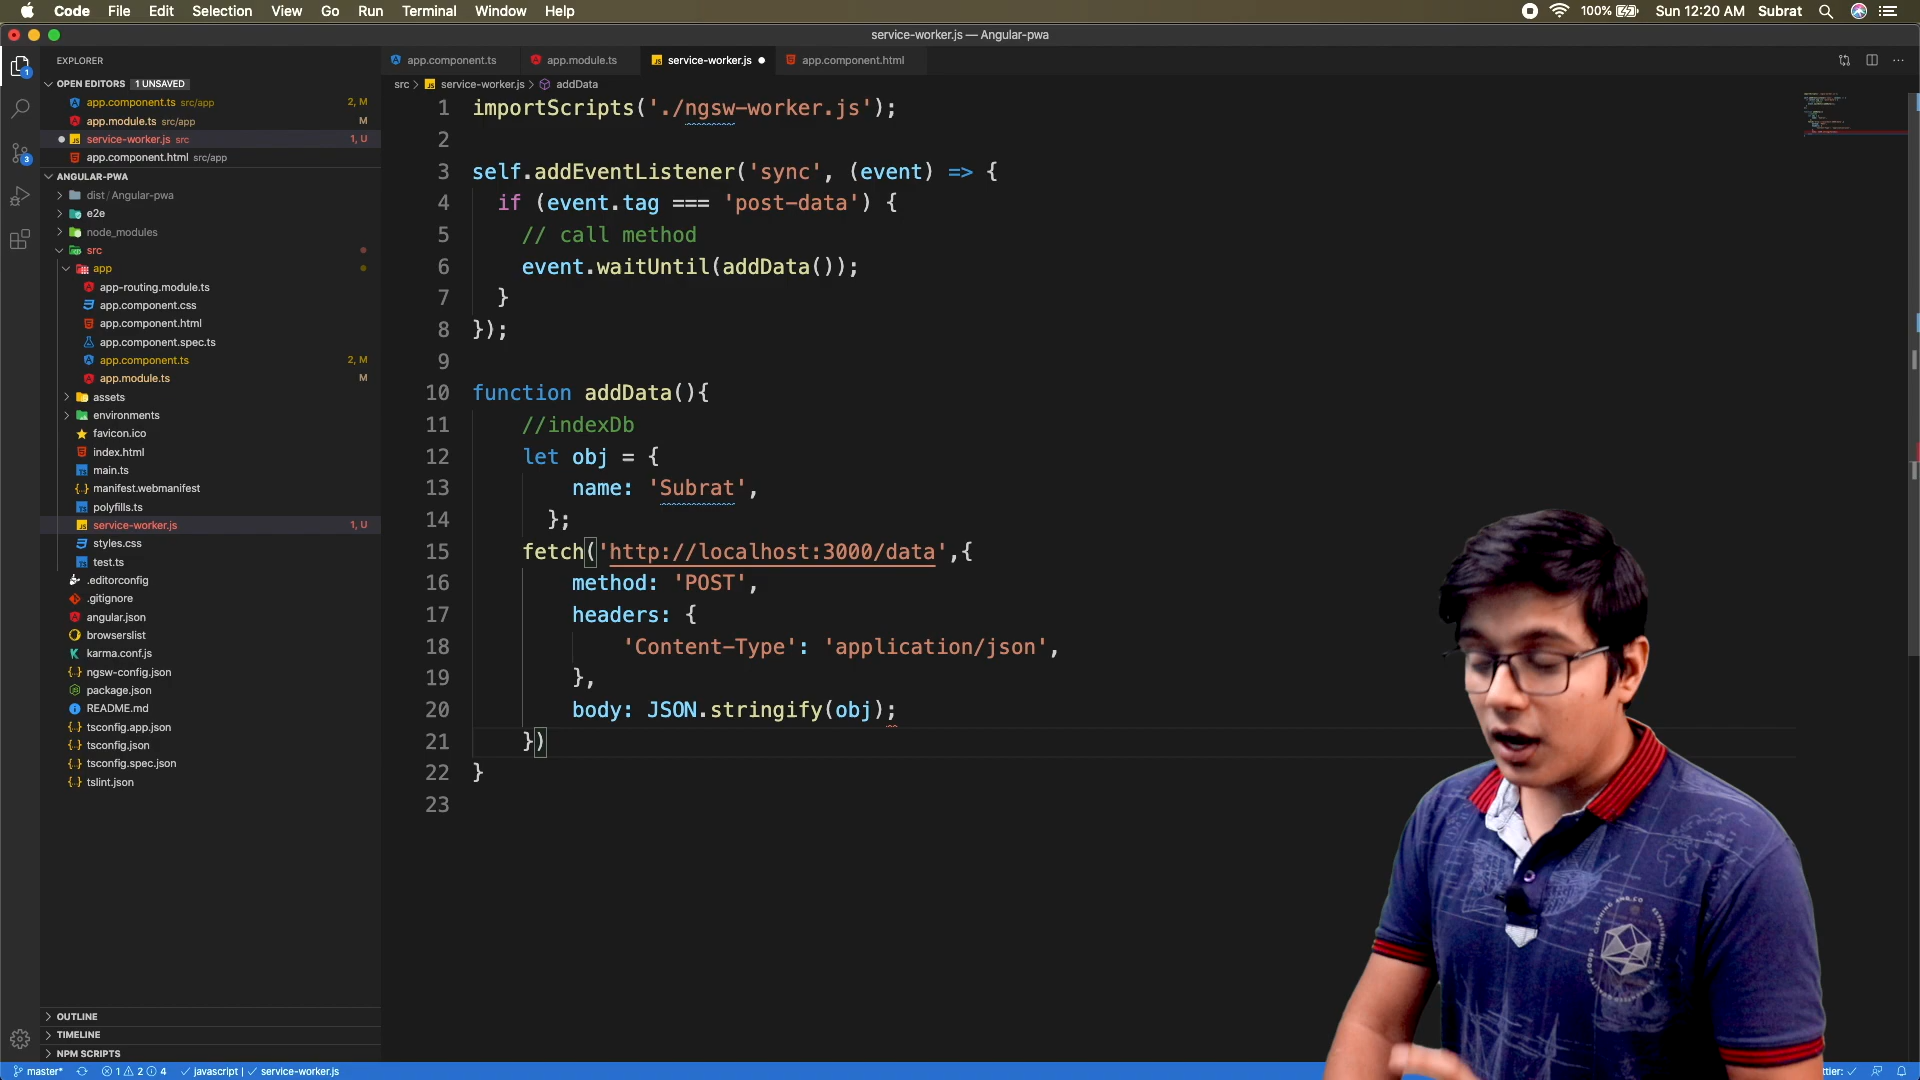 Code File Edit Selection View Go Run Terminal Window Help
100% Sun 12:20 AM Subrat
service-worker.js — Angular-pwa
EXPLORER
OPEN EDITORS 1 UNSAVED
app.component.ts src/app 2, M
app.module.ts src/app M
service-worker.js src 1, U
app.component.html src/app
ANGULAR-PWA
dist/Angular-pwa
e2e
node_modules
src
app
app-routing.module.ts
app.component.css
app.component.html
app.component.spec.ts
app.component.ts 2, M
app.module.ts M
assets
environments
favicon.ico
index.html
main.ts
manifest.webmanifest
polyfills.ts
service-worker.js 1, U
styles.css
test.ts
.editorconfig
.gitignore
angular.json
browserslist
karma.conf.js
ngsw-config.json
package.json
README.md
tsconfig.app.json
tsconfig.json
tsconfig.spec.json
tslint.json
OUTLINE
TIMELINE
NPM SCRIPTS
app.component.ts app.module.ts service-worker.js app.component.html
src > service-worker.js > addData
1 importScripts('./ngsw-worker.js');
2
3 self.addEventListener('sync', (event) => {
4 if (event.tag === 'post-data') {
5 // call method
6 event.waitUntil(addData());
7 }
8 });
9
10 function addData(){
11 //indexDb
12 let obj = {
13 name: 'Subrat',
14 };
15 fetch('http://localhost:3000/data',{
16 method: 'POST',
17 headers: {
18 'Content-Type': 'application/json',
19 },
20 body: JSON.stringify(obj);
21 })
22 }
23
master* 1 2 4 javascript | service-worker.js